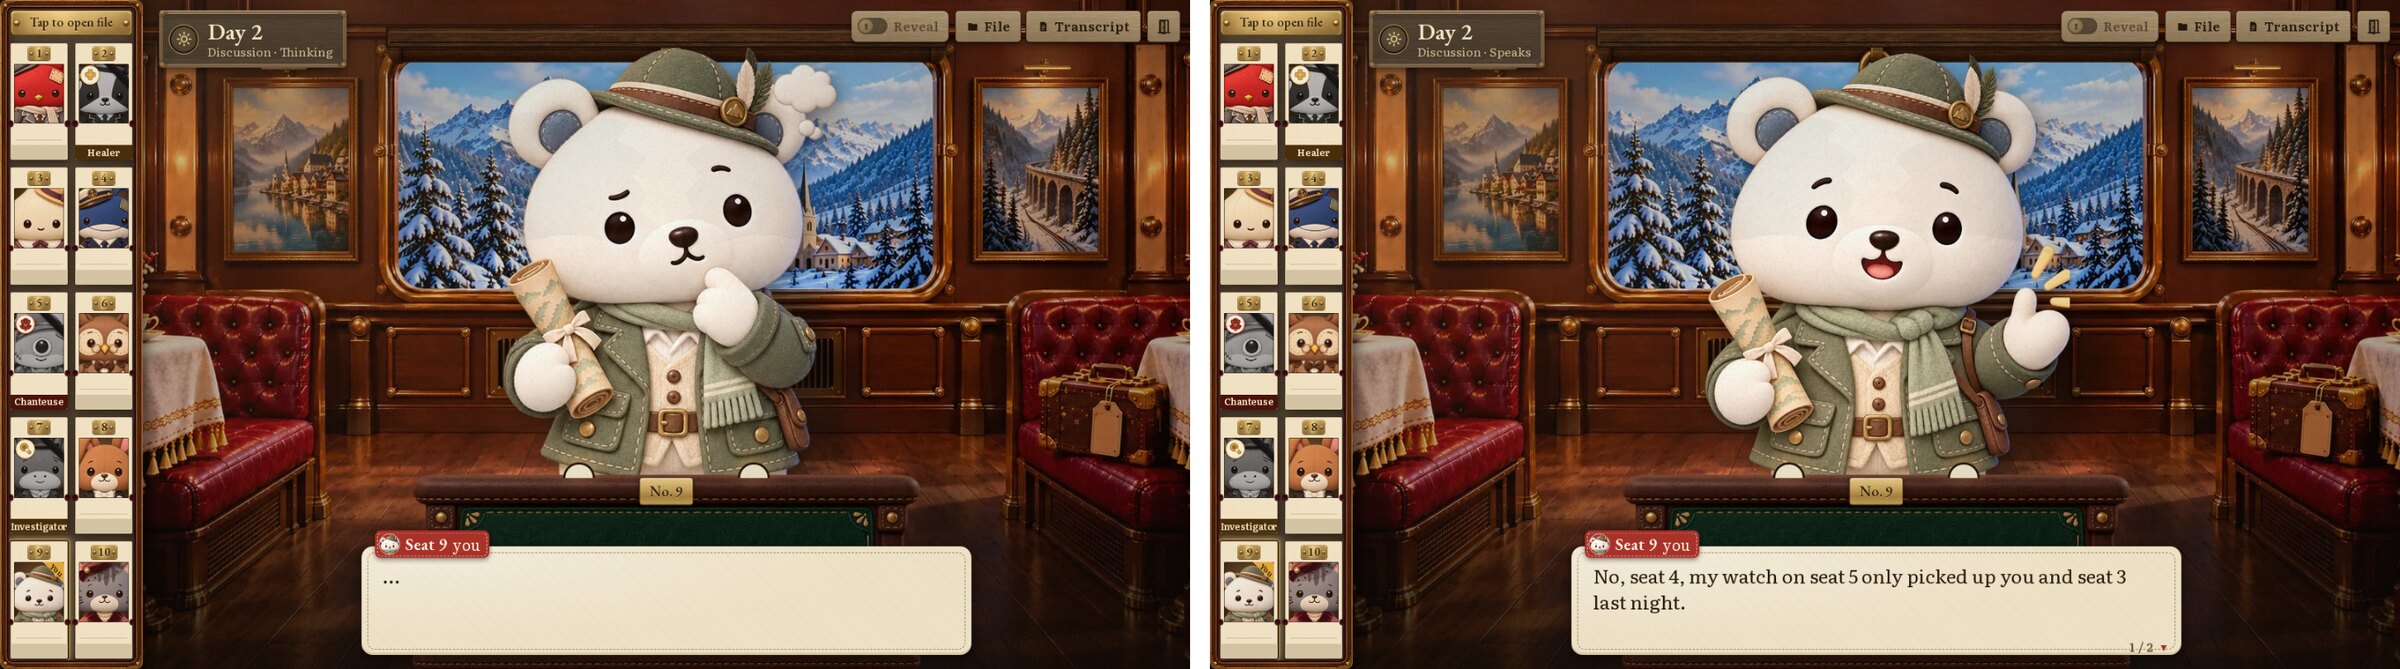 Tap to open file
1
2
Healer
3
4
5
6
Chanteuse
7
8
Investigator
9
YOU
10
Day 2
Discussion · Thinking
Reveal
File
Transcript
No. 9
Seat 9 you
...
Tap to open file
1
2
Healer
3
4
5
6
Chanteuse
7
8
Investigator
9
YOU
10
Day 2
Discussion · Speaks
Reveal
File
Transcript
No. 9
Seat 9 you
No, seat 4, my watch on seat 5 only picked up you and seat 3
last night.
1 / 2